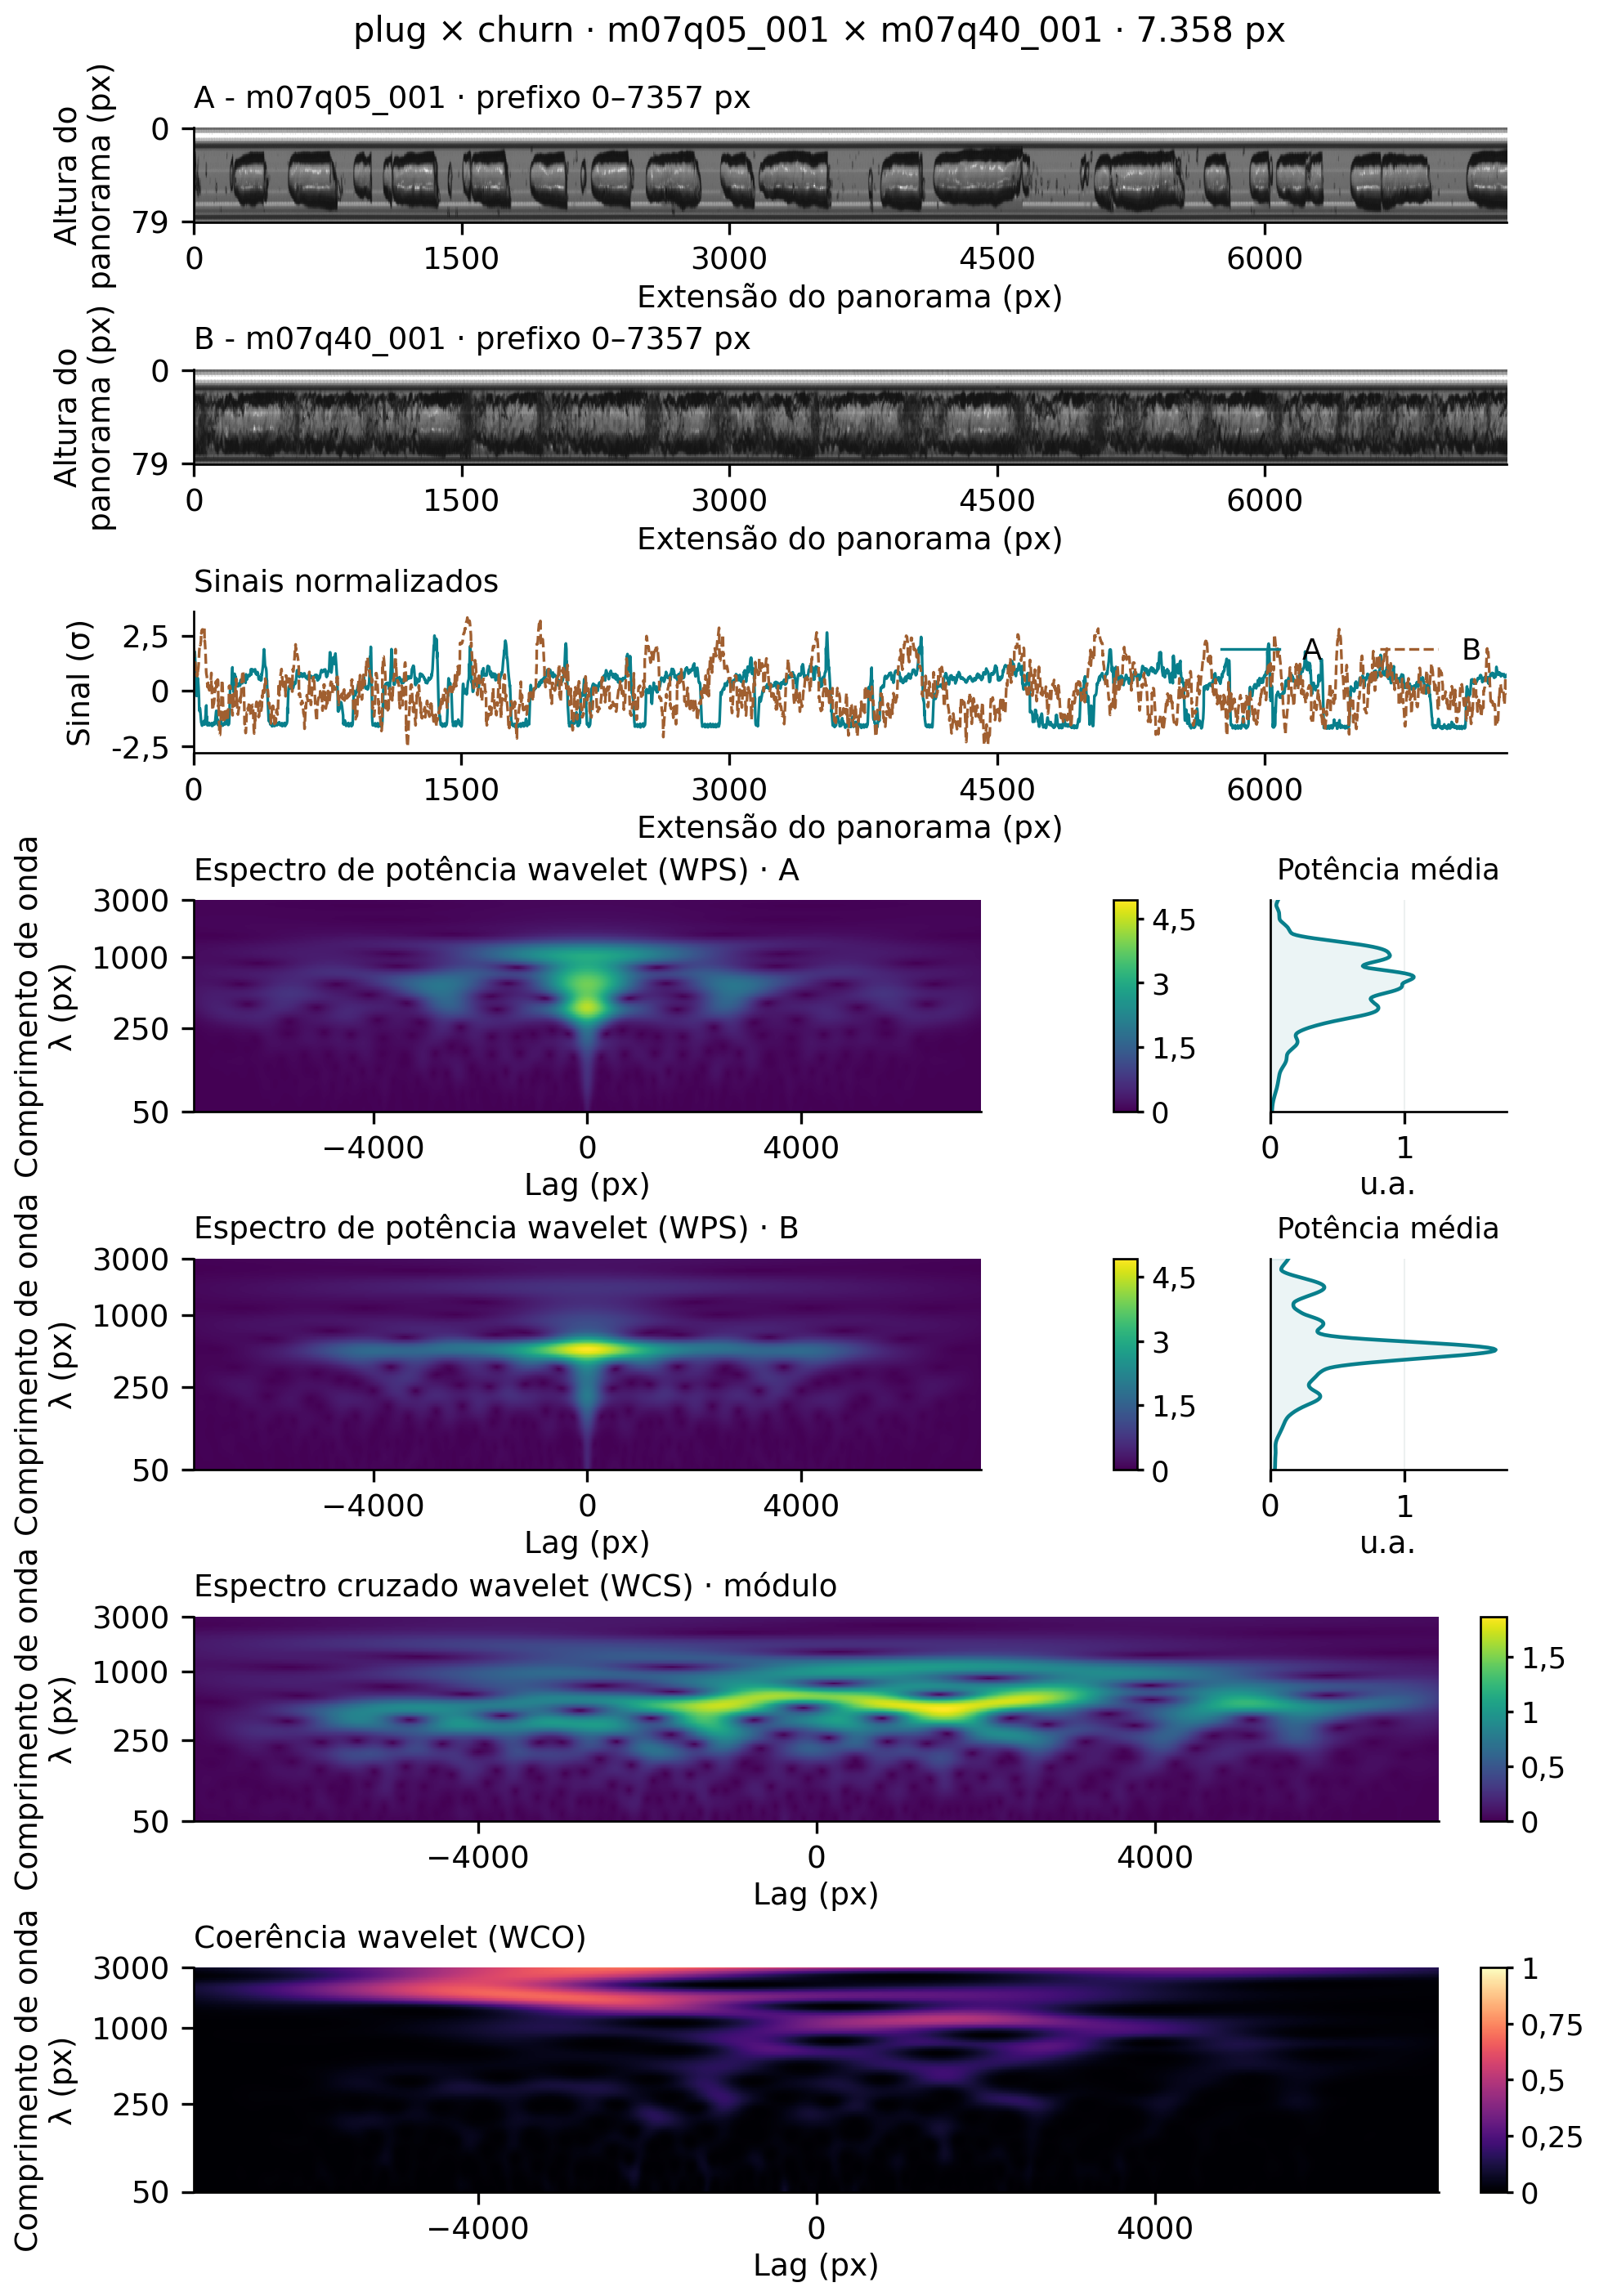 plug × churn · m07q05_001 × m07q40_001 · 7.358 px
A - m07q05_001 · prefixo 0–7357 px
Altura do
panorama (px)
0
79
0 1500 3000 4500 6000
Extensão do panorama (px)
B - m07q40_001 · prefixo 0–7357 px
Altura do
panorama (px)
0
79
0 1500 3000 4500 6000
Extensão do panorama (px)
Sinais normalizados
Sinal (σ)
2,5
0
-2,5
A B
0 1500 3000 4500 6000
Extensão do panorama (px)
Espectro de potência wavelet (WPS) · A
Comprimento de onda
λ (px)
3000
1000
250
50
−4000 0 4000
Lag (px)
4,5
3
1,5
0
Potência média
0 1
u.a.
Espectro de potência wavelet (WPS) · B
Comprimento de onda
λ (px)
3000
1000
250
50
−4000 0 4000
Lag (px)
4,5
3
1,5
0
Potência média
0 1
u.a.
Espectro cruzado wavelet (WCS) · módulo
Comprimento de onda
λ (px)
3000
1000
250
50
−4000 0 4000
Lag (px)
1,5
1
0,5
0
Coerência wavelet (WCO)
Comprimento de onda
λ (px)
3000
1000
250
50
−4000 0 4000
Lag (px)
1
0,75
0,5
0,25
0